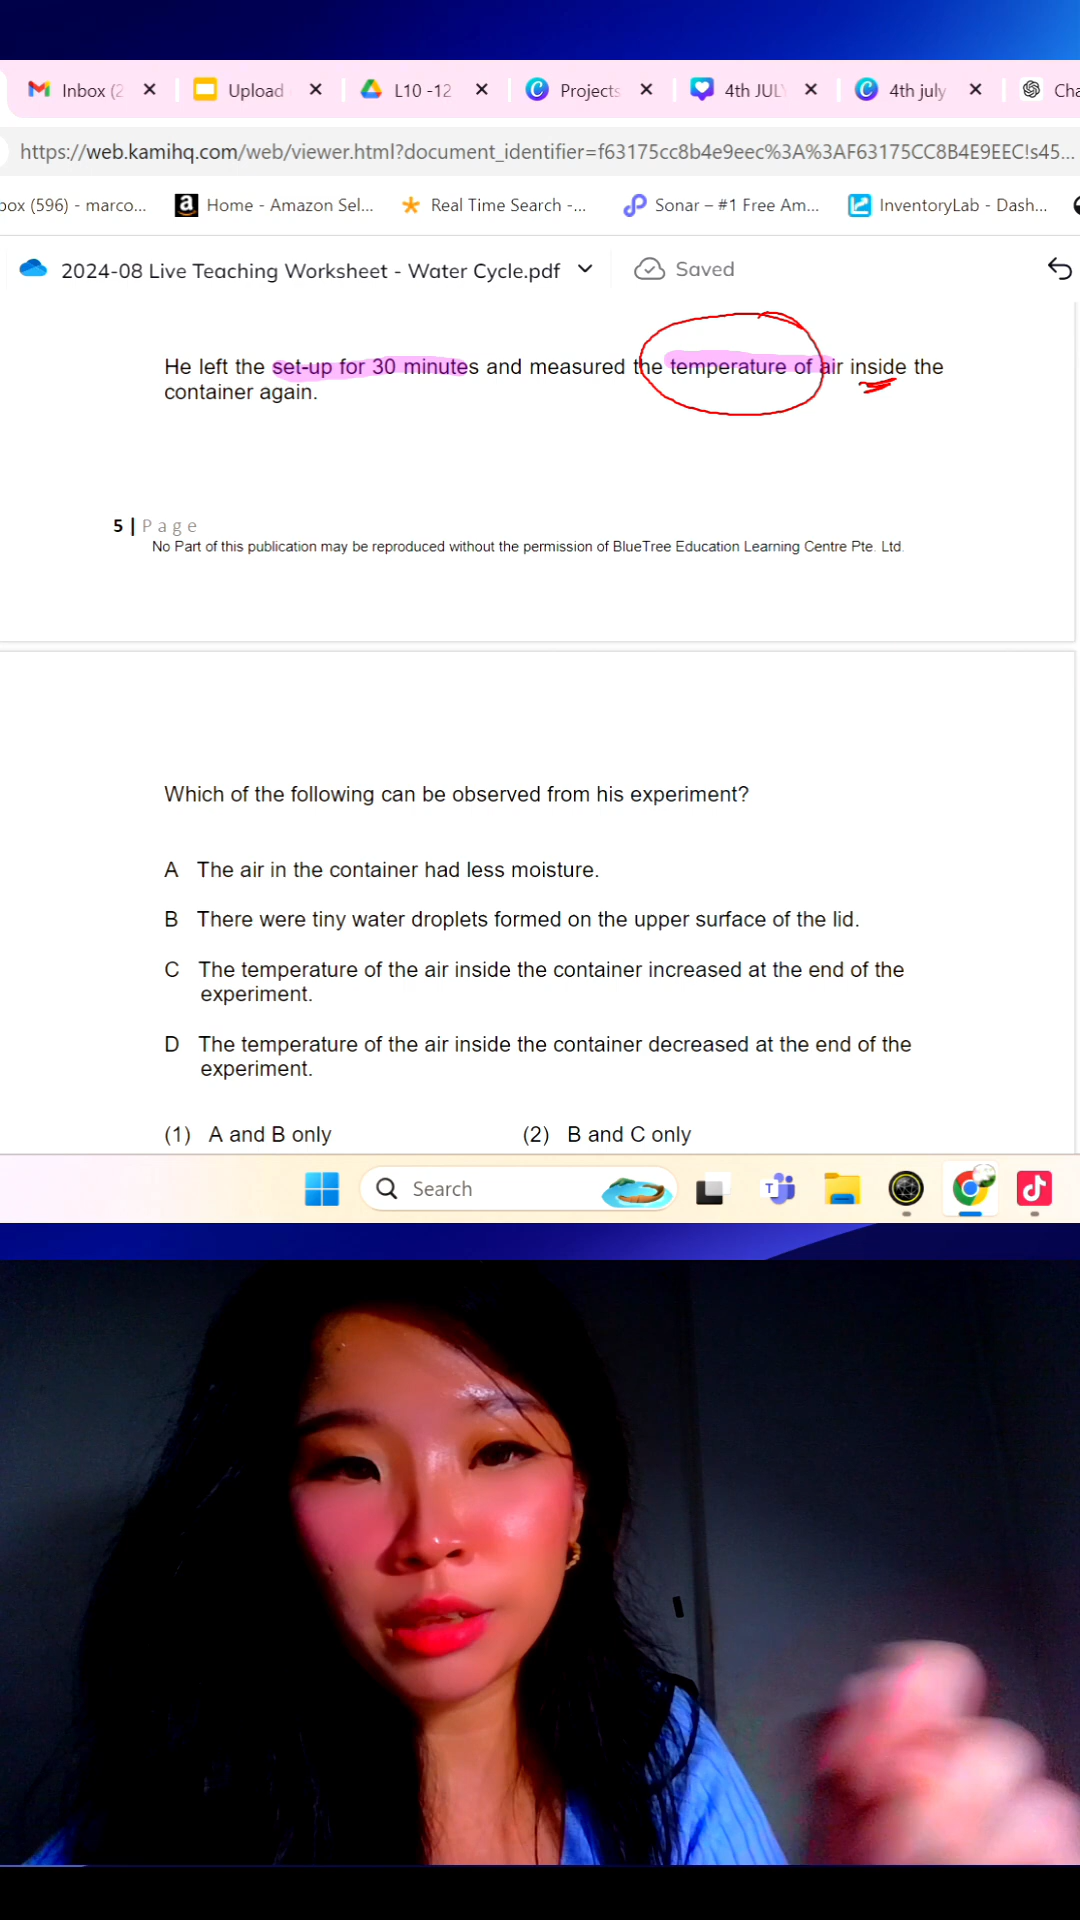 Inbox (2
Upload
L10 -12
Projects
4th JUL
4th july
Cha
https://web.kamihq.com/web/viewer.html?document_identifier=f63175cc8b4e9eec%3A%3AF63175CC8B4E9EEC!s45...
box (596) - marco...
Home - Amazon Sel...
Real Time Search -...
Sonar – #1 Free Am...
InventoryLab - Dash...
2024-08 Live Teaching Worksheet - Water Cycle.pdf
Saved
He left the set-up for 30 minutes and measured the temperature of air inside the
container again.
5 | Page
No Part of this publication may be reproduced without the permission of BlueTree Education Learning Centre Pte. Ltd.
Which of the following can be observed from his experiment?
A The air in the container had less moisture.
B There were tiny water droplets formed on the upper surface of the lid.
C The temperature of the air inside the container increased at the end of the
experiment.
D The temperature of the air inside the container decreased at the end of the
experiment.
(1) A and B only (2) B and C only
Search